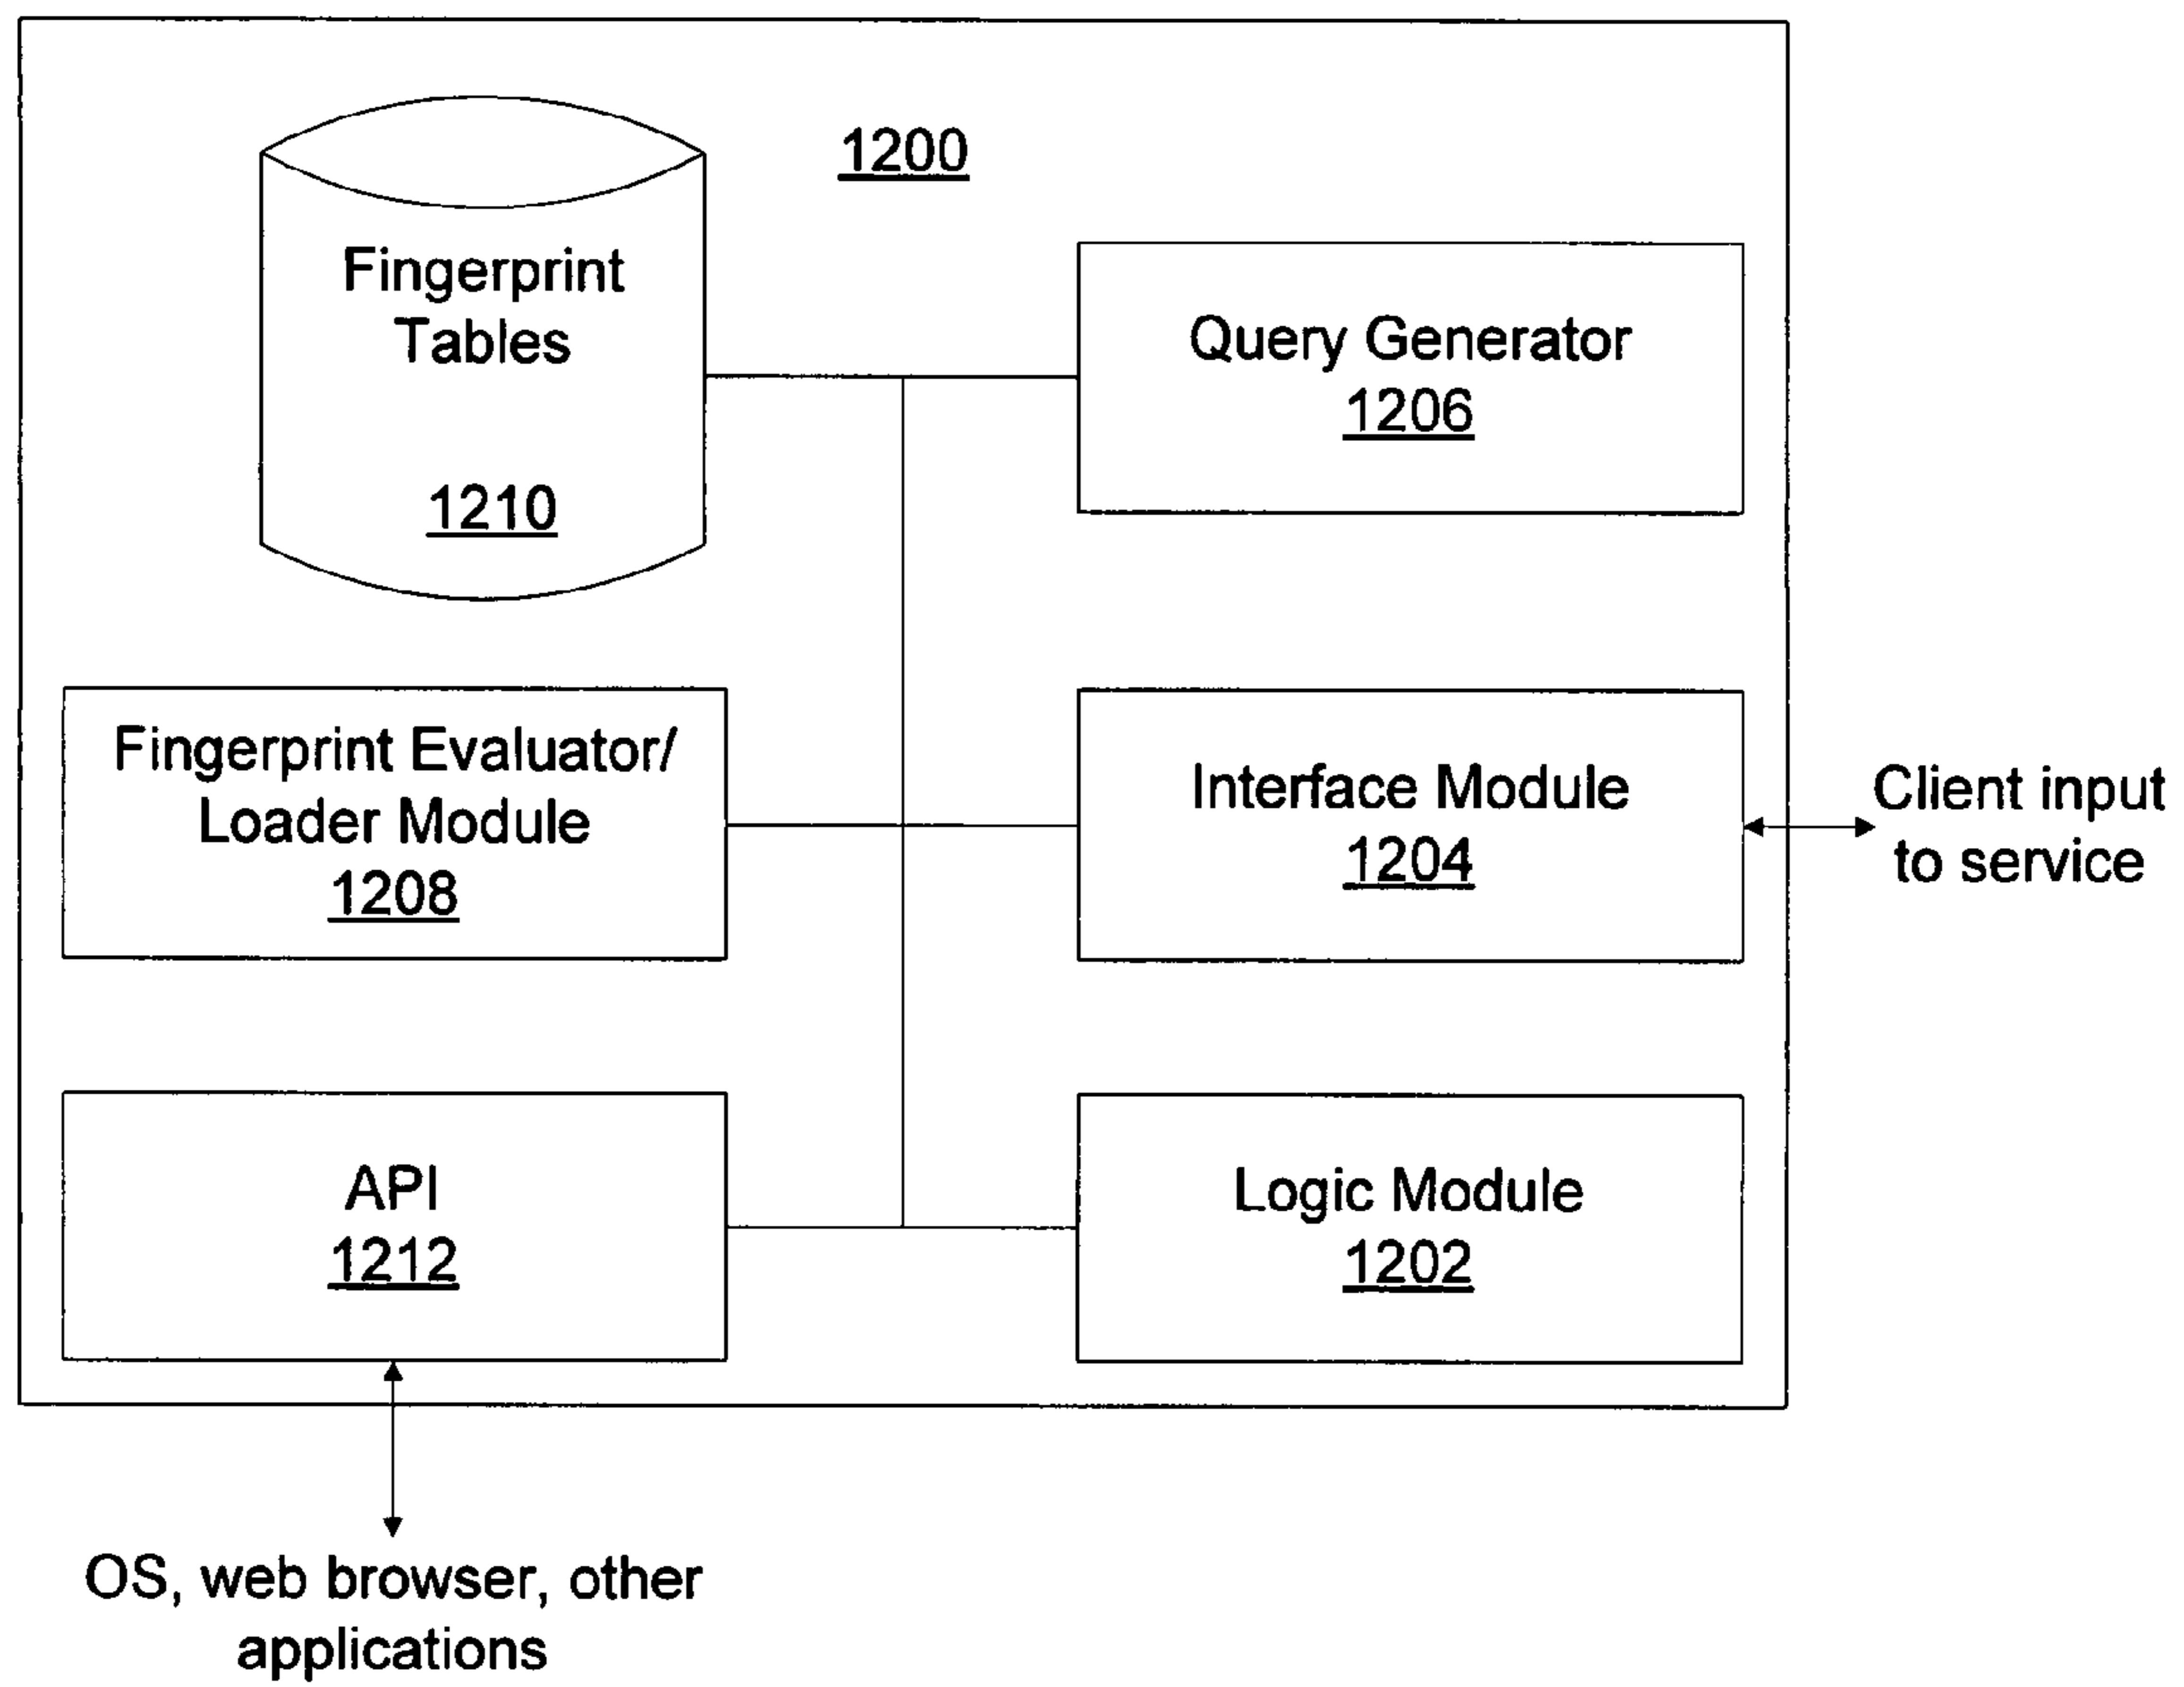 1200
Fingerprint
Tables
1210
Query Generator
1206
Fingerprint Evaluator/
Loader Module
1208
Interface Module
1204
Client input
to service
API
1212
Logic Module
1202
OS, web browser, other
applications